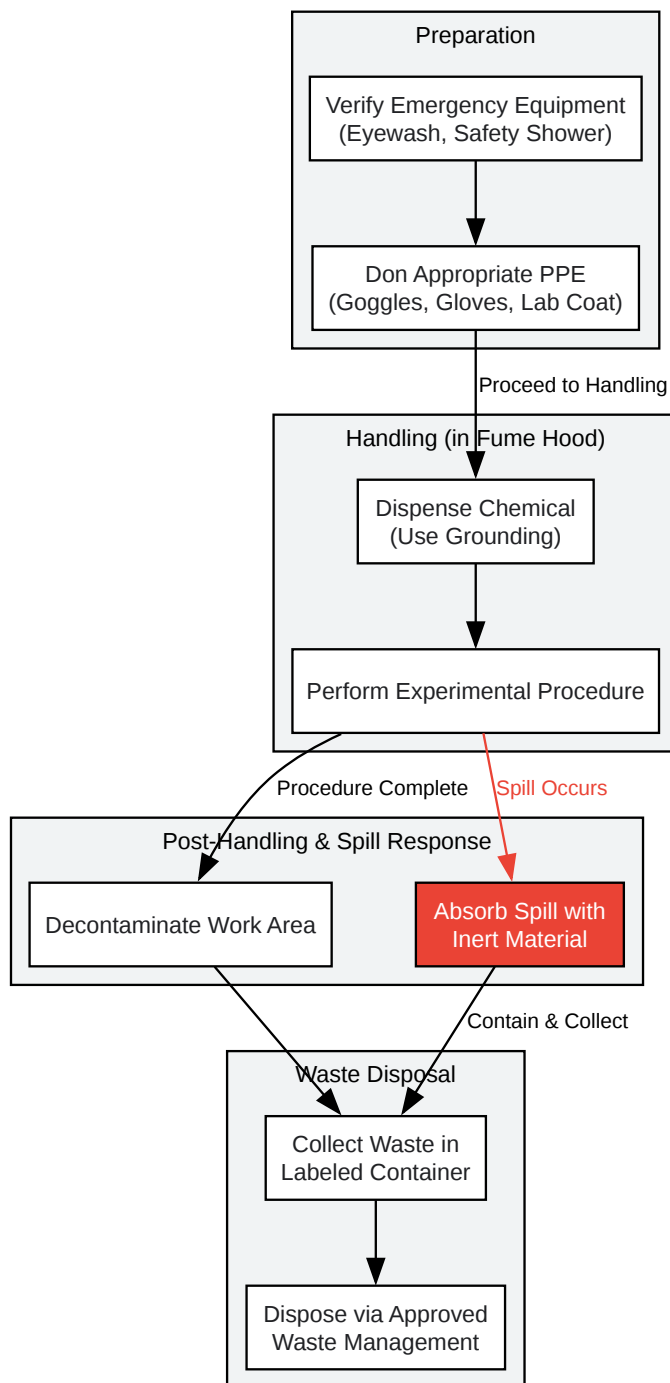 Preparation
Verify Emergency Equipment
(Eyewash, Safety Shower)
Don Appropriate PPE
(Goggles, Gloves, Lab Coat)
Proceed to Handling
Handling (in Fume Hood)
Dispense Chemical
(Use Grounding)
Perform Experimental Procedure
Procedure Complete
Spill Occurs
Post-Handling & Spill Response
Decontaminate Work Area
Absorb Spill with
Inert Material
Contain & Collect
Waste Disposal
Collect Waste in
Labeled Container
Dispose via Approved
Waste Management